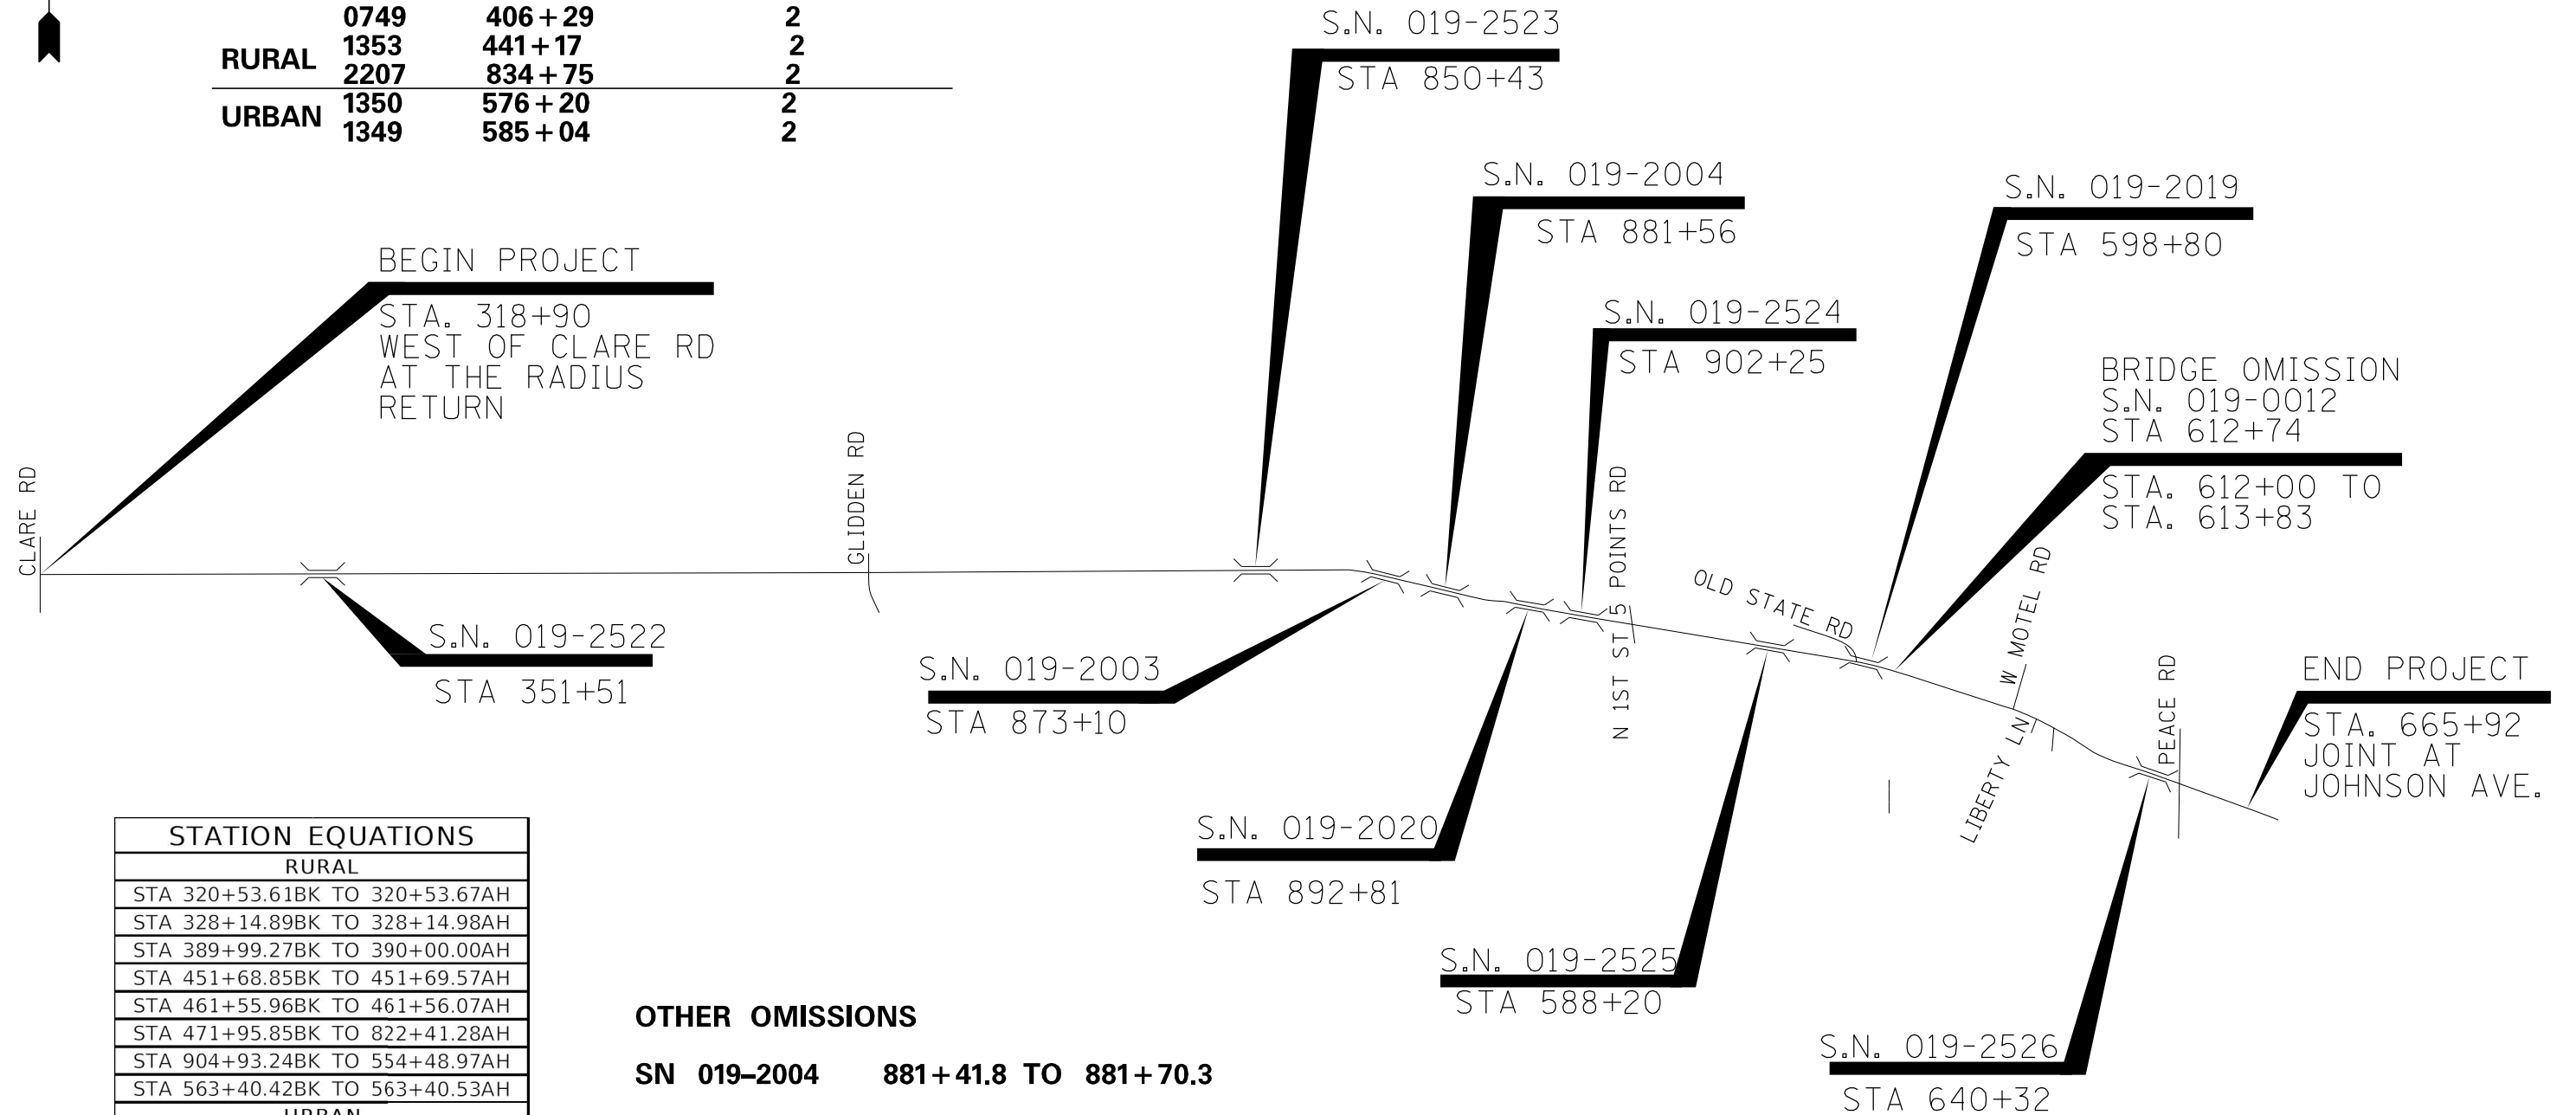 0749 406+29 2
RURAL 1353 441+17 2
2207 834+75 2
URBAN 1350 576+20 2
1349 585+04 2
S.N. 019-2523
STA 850+43
S.N. 019-2004
STA 881+56
S.N. 019-2019
STA 598+80
BEGIN PROJECT
STA. 318+90
WEST OF CLARE RD
AT THE RADIUS
RETURN
S.N. 019-2524
STA 902+25
BRIDGE OMISSION
S.N. 019-0012
STA 612+74
STA. 612+00 TO
STA. 613+83
CLARE RD
GLIDDEN RD
N 1ST ST 5 POINTS RD
OLD STATE RD
W MOTEL RD
LIBERTY LN
PEACE RD
S.N. 019-2522
STA 351+51
S.N. 019-2003
STA 873+10
END PROJECT
STA. 665+92
JOINT AT
JOHNSON AVE.
S.N. 019-2020
STA 892+81
S.N. 019-2525
STA 588+20
S.N. 019-2526
STA 640+32
STATION EQUATIONS
RURAL
STA 320+53.61BK TO 320+53.67AH
STA 328+14.89BK TO 328+14.98AH
STA 389+99.27BK TO 390+00.00AH
STA 451+68.85BK TO 451+69.57AH
STA 461+55.96BK TO 461+56.07AH
STA 471+95.85BK TO 822+41.28AH
STA 904+93.24BK TO 554+48.97AH
STA 563+40.42BK TO 563+40.53AH
URBAN
OTHER OMISSIONS
SN 019–2004 881+41.8 TO 881+70.3